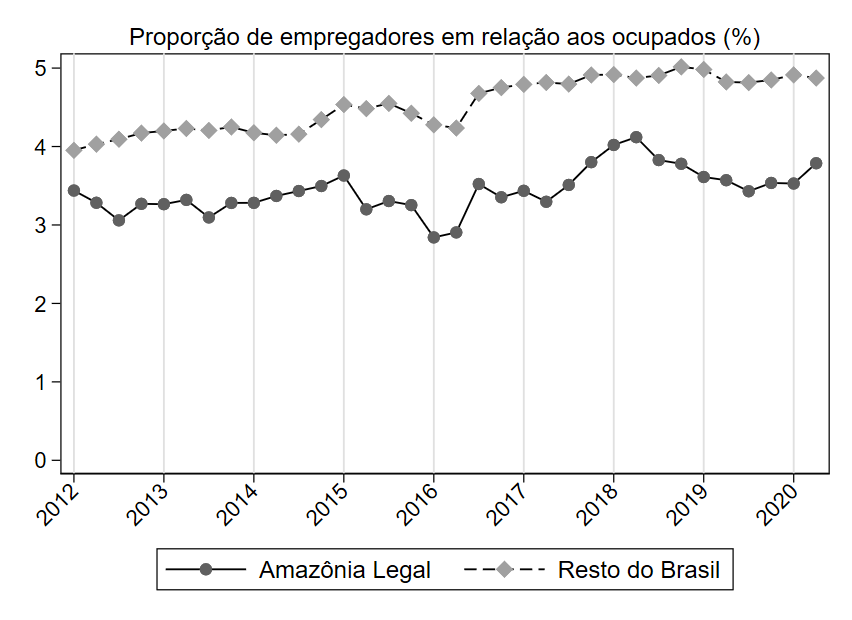 Proporção de empregadores em relação aos ocupados (%)
5
4
3
2
1
0
2012 2013 2014 2015 2016 2017 2018 2019 2020
Amazônia Legal Resto do Brasil